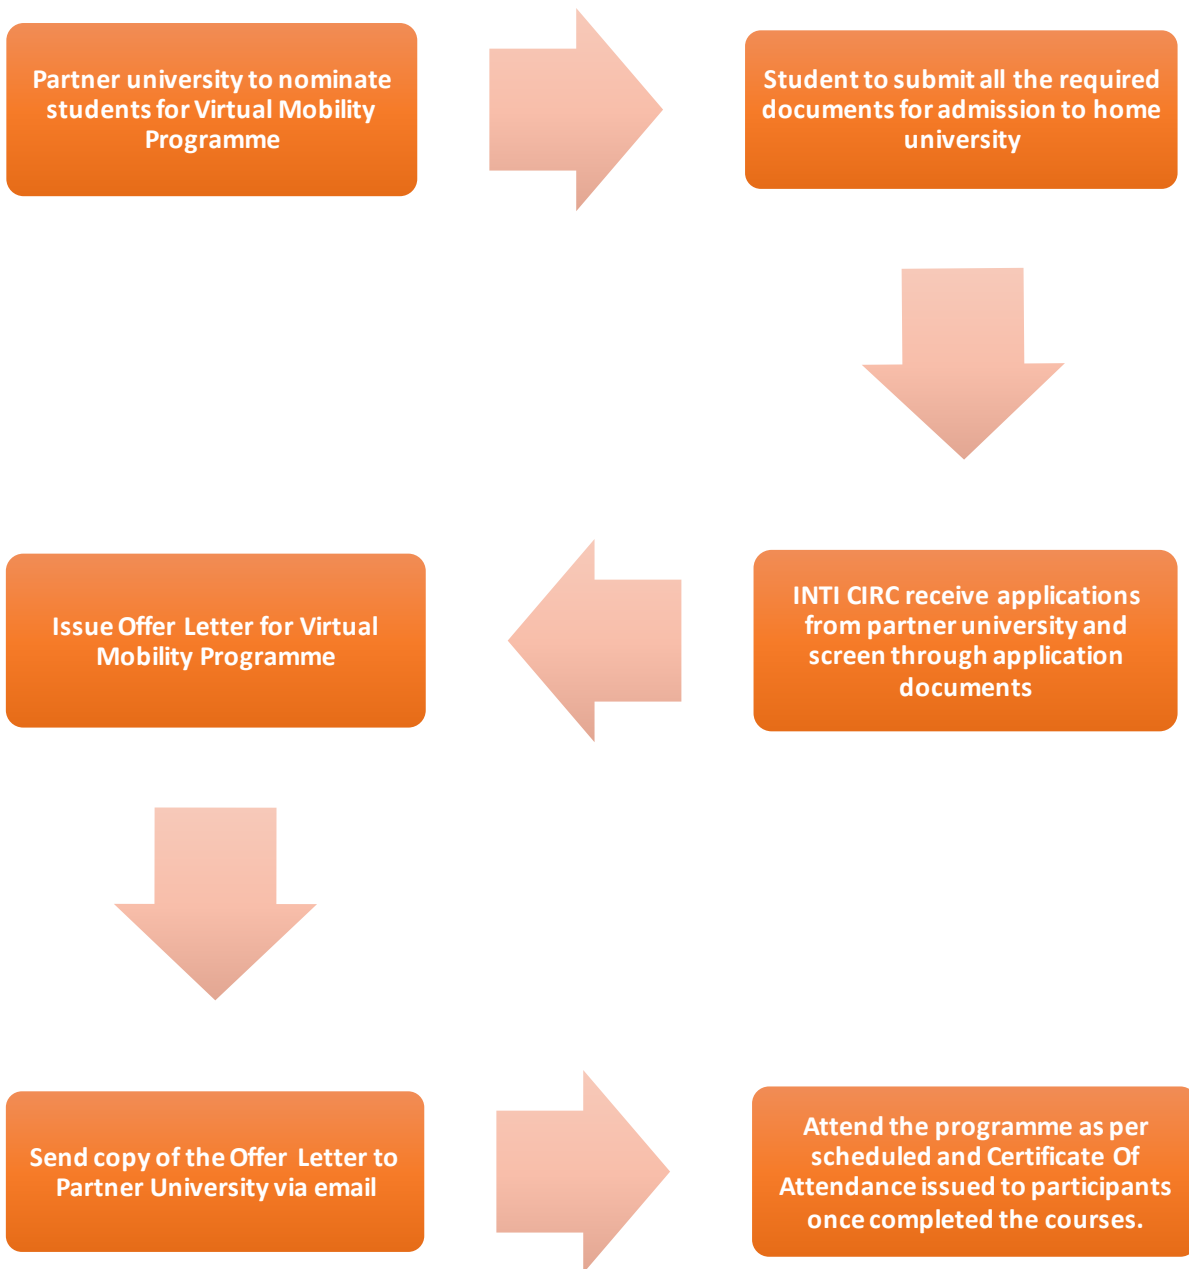 Partner university to nominate
students for Virtual Mobility
Programme
Student to submit all the required
documents for admission to home
university
INTI CIRC receive applications
from partner university and
screen through application
documents
Issue Offer Letter for Virtual
Mobility Programme
Send copy of the Offer Letter to
Partner University via email
Attend the programme as per
scheduled and Certificate Of
Attendance issued to participants
once completed the courses.